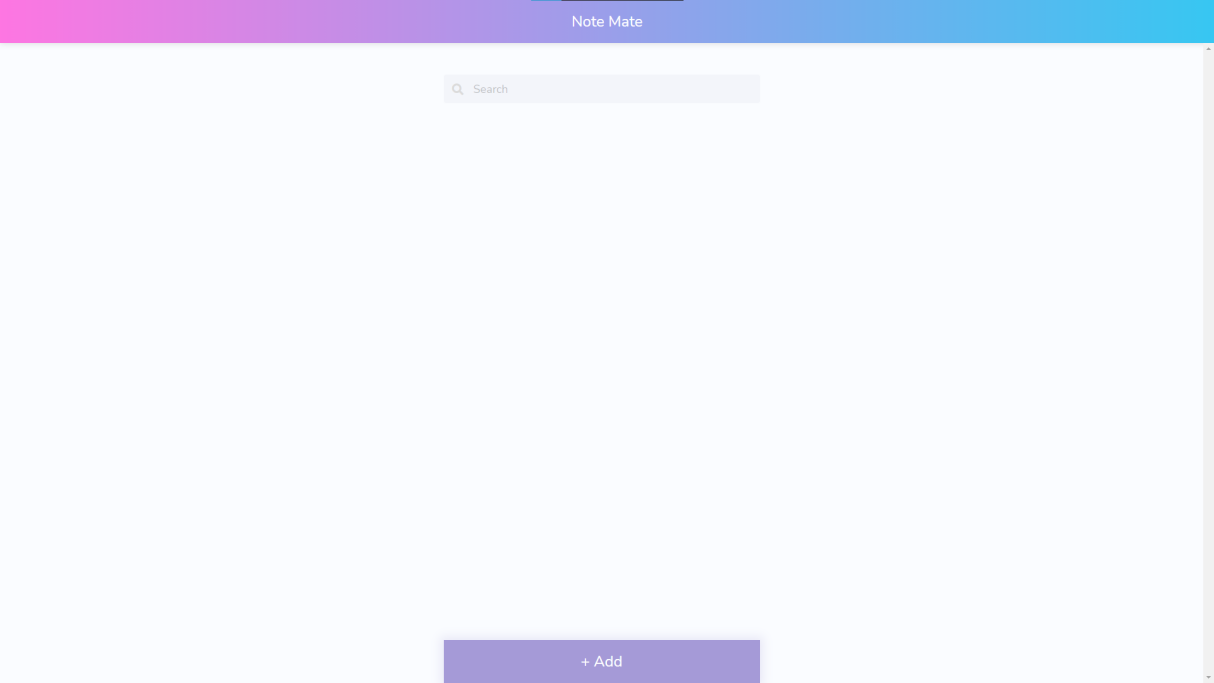 Note Mate
Search
+ Add